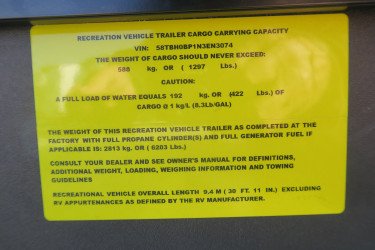 RECREATION VEHICLE TRAILER CARGO CARRYING CAPACITY
VIN: 58TBH0BP1N3EN3074
THE WEIGHT OF CARGO SHOULD NEVER EXCEED:
588 kg. OR ( 1297 Lbs.)
CAUTION:
A FULL LOAD OF WATER EQUALS 192 kg. OR (422 Lbs.) OF
CARGO @ 1 kg/L (8.3Lb/GAL)
THE WEIGHT OF THIS RECREATION VEHICLE TRAILER AS COMPLETED AT THE
FACTORY WITH FULL PROPANE CYLINDER(S) AND FULL GENERATOR FUEL IF
APPLICABLE IS: 2813 kg. OR ( 6203 Lbs.)
CONSULT YOUR DEALER AND SEE OWNER'S MANUAL FOR DEFINITIONS,
ADDITIONAL WEIGHT, LOADING, WEIGHING INFORMATION AND TOWING
GUIDELINES
RECREATIONAL VEHICLE OVERALL LENGTH 9.4 M ( 30 FT. 11 IN.) EXCLUDING
RV APPURTENANCES AS DEFINED BY THE RV MANUFACTURER.